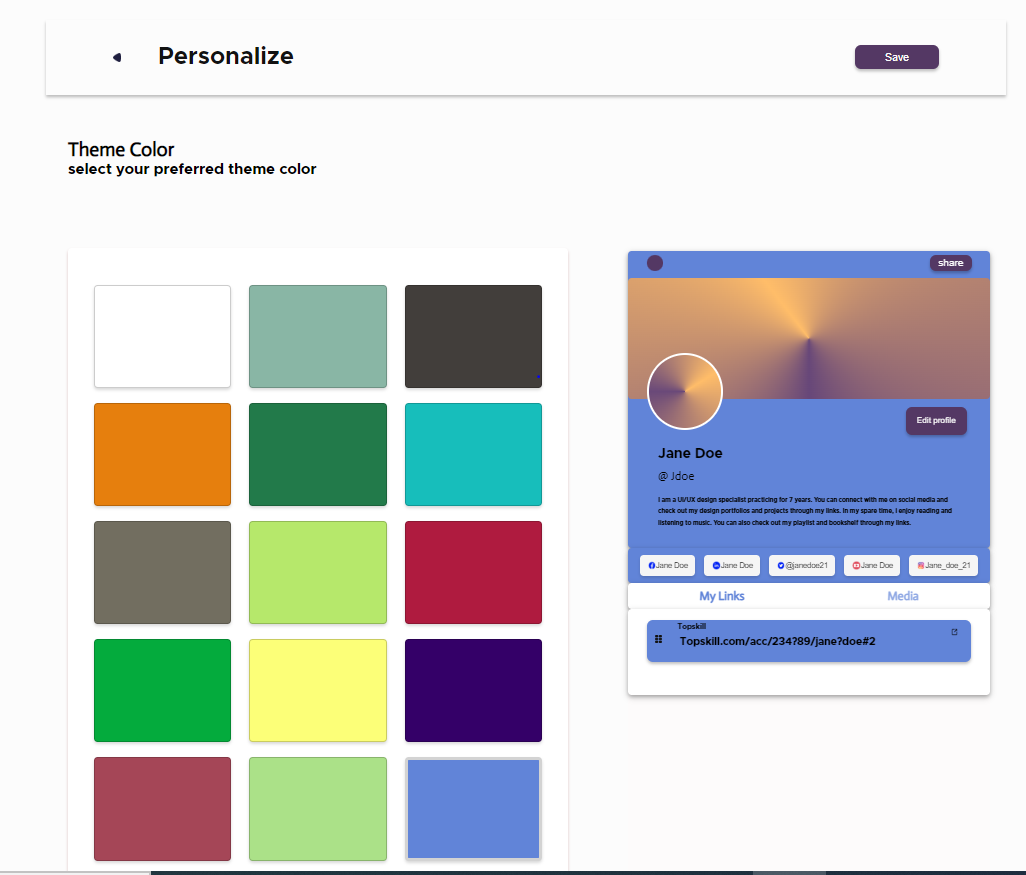 Personalize
Save
Theme Color
select your preferred theme color
share
Edit profile
Jane Doe
@ Jdoe
I am a UI/UX design specialist practicing for 7 years. You can connect with me on social media and
check out my design portfolios and projects through my links. In my spare time, I enjoy reading and
listening to music. You can also check out my playlist and bookshelf through my links.
Jane Doe
Jane Doe
@janedoe21
Jane Doe
Jane_doe_21
My Links
Media
Topskill
Topskill.com/acc/234?89/jane?doe#2